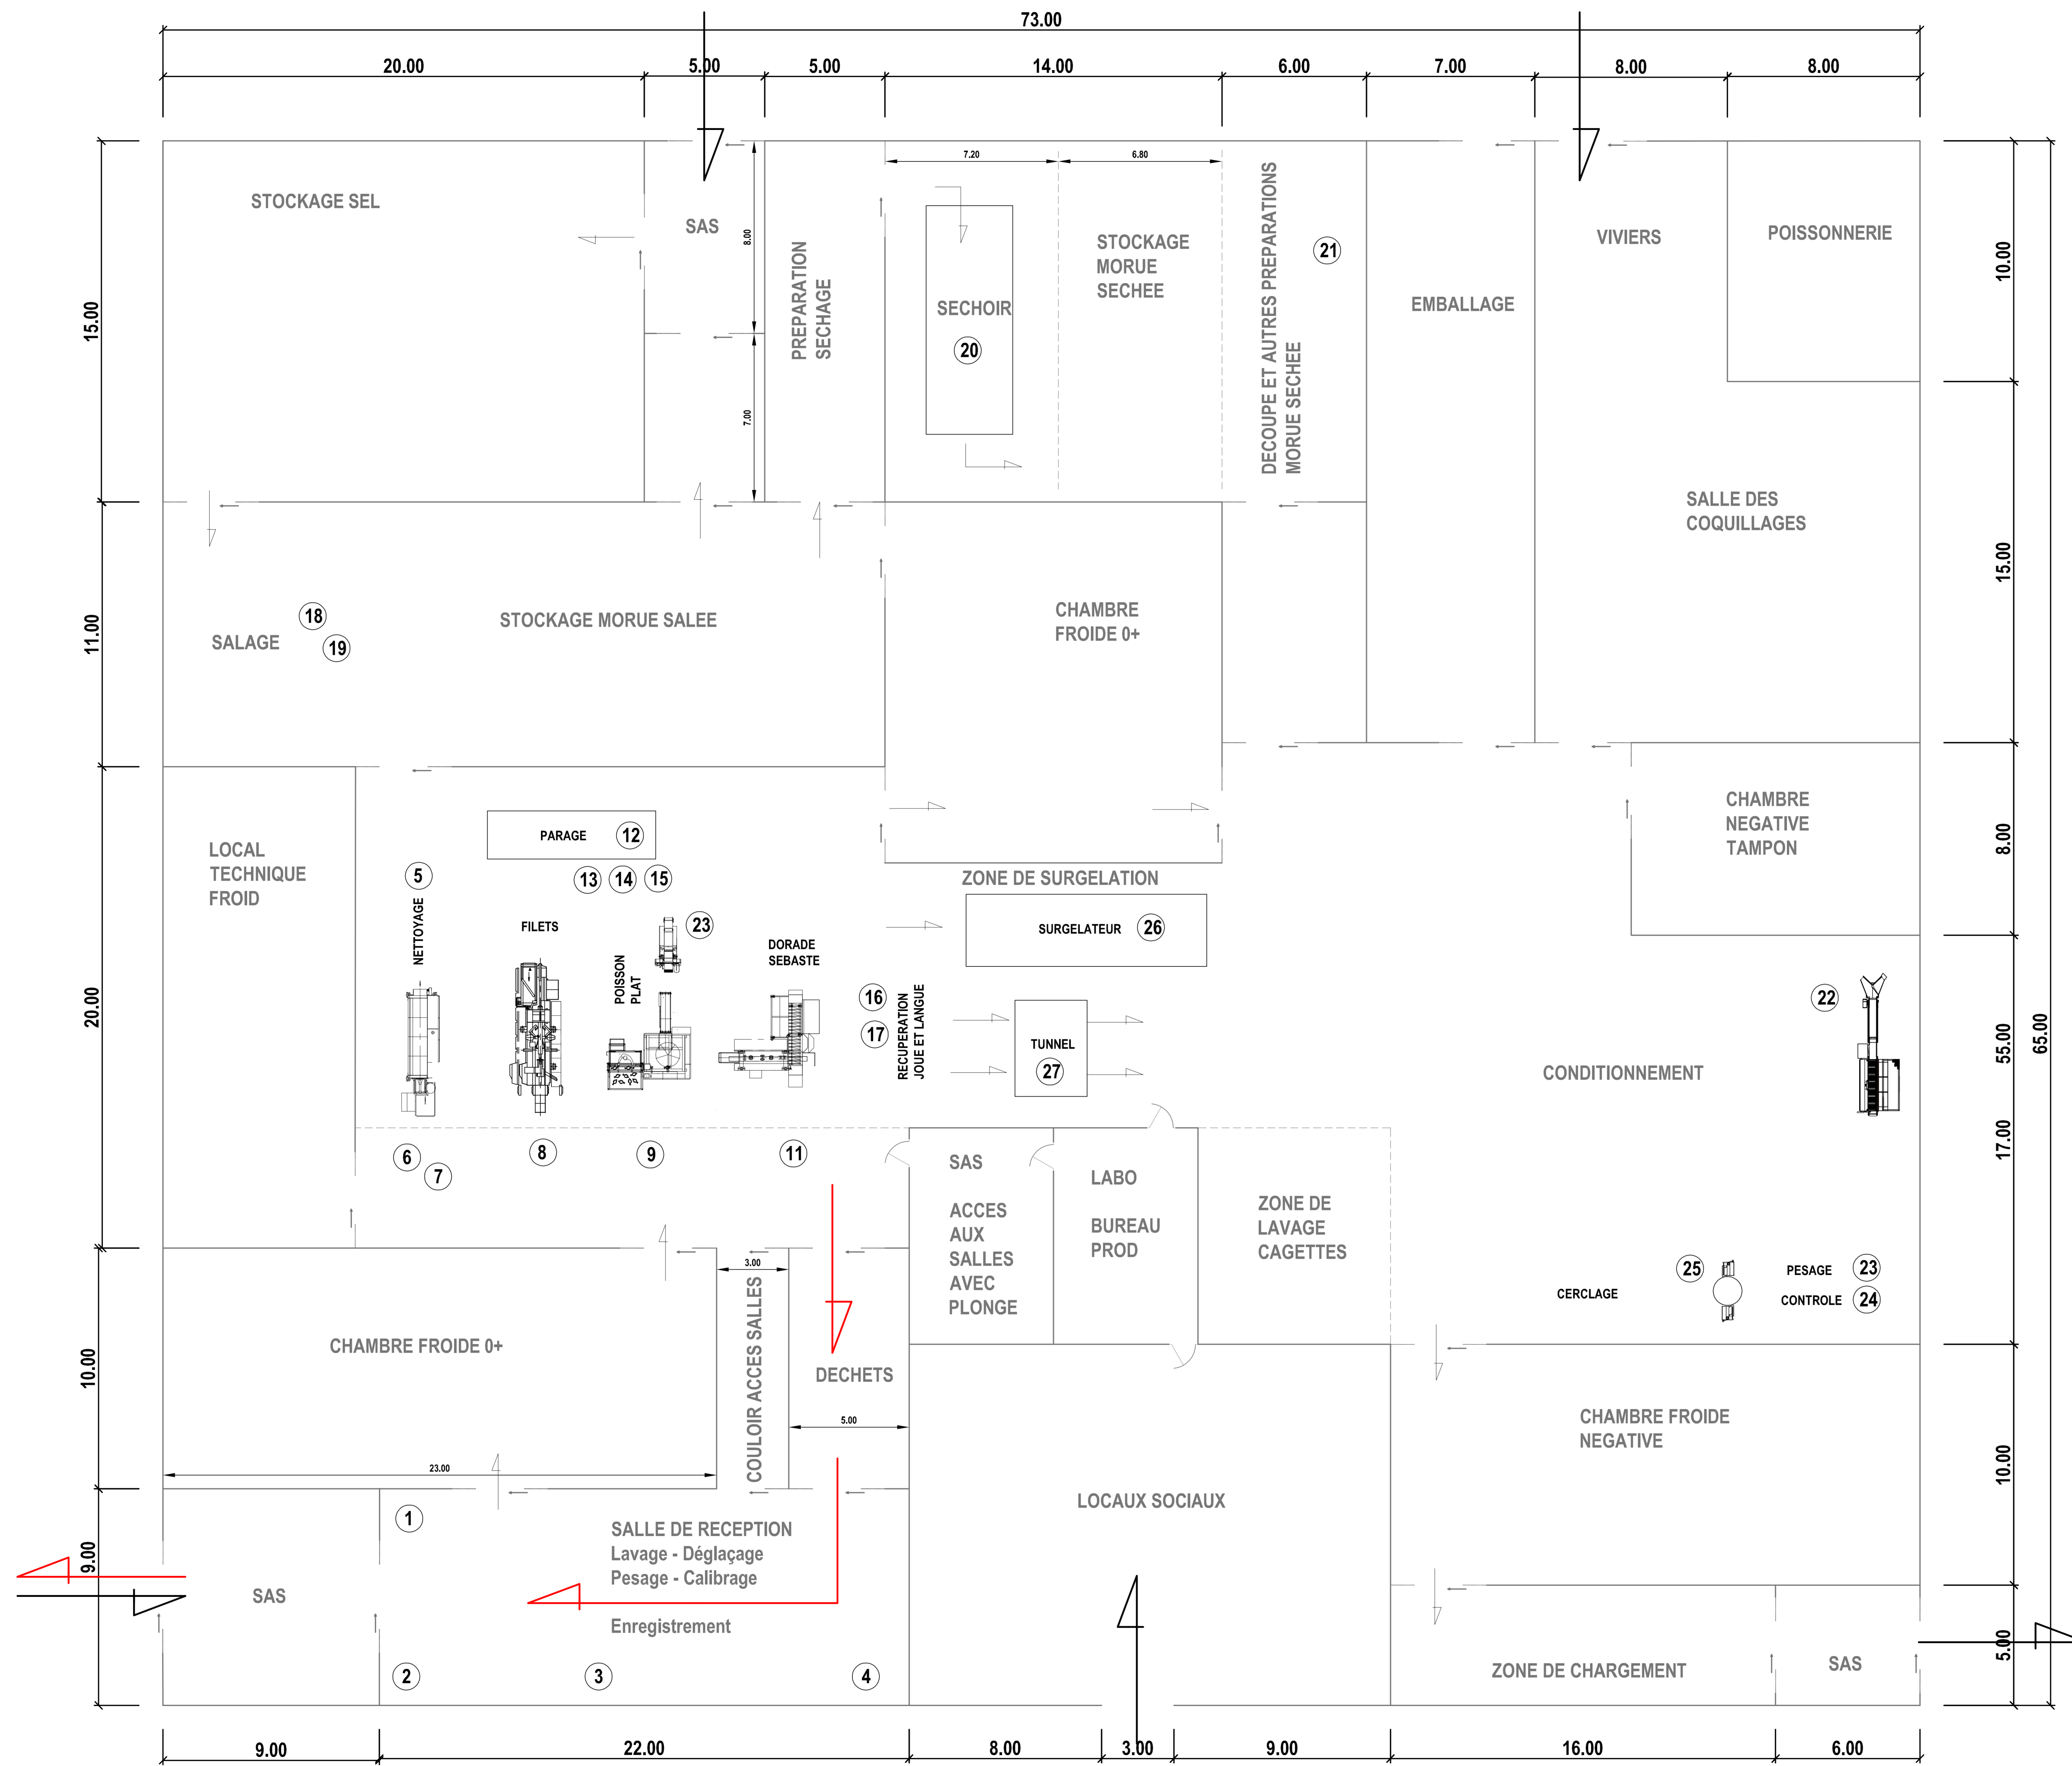 73.00
20.00
5.00
5.00
14.00
6.00
7.00
8.00
8.00
7.20
6.80
STOCKAGE SEL
SAS
8.00
7.00
PREPARATION
SECHAGE
SECHOIR
20
STOCKAGE
MORUE
SECHEE
DECOUPE ET AUTRES PREPARATIONS
MORUE SECHEE
21
EMBALLAGE
VIVIERS
POISSONNERIE
SALLE DES
COQUILLAGES
15.00
10.00
15.00
11.00
SALAGE
18
19
STOCKAGE MORUE SALEE
CHAMBRE
FROIDE 0+
LOCAL
TECHNIQUE
FROID
PARAGE
12
13
14
15
5
NETTOYAGE
FILETS
POISSON
PLAT
23
DORADE
SEBASTE
16
17
RECUPERATION
JOUE ET LANGUE
ZONE DE SURGELATION
SURGELATEUR
26
TUNNEL
27
CHAMBRE
NEGATIVE
TAMPON
8.00
22
CONDITIONNEMENT
20.00
55.00
65.00
17.00
6
7
8
9
11
SAS
ACCES
AUX
SALLES
AVEC
PLONGE
LABO
BUREAU
PROD
ZONE DE
LAVAGE
CAGETTES
CERCLAGE
25
PESAGE
23
CONTROLE
24
3.00
CHAMBRE FROIDE 0+
COULOIR ACCES SALLES
DECHETS
5.00
23.00
10.00
CHAMBRE FROIDE
NEGATIVE
10.00
LOCAUX SOCIAUX
1
SALLE DE RECEPTION
Lavage - Déglaçage
Pesage - Calibrage
Enregistrement
9.00
SAS
2
3
4
ZONE DE CHARGEMENT
SAS
5.00
9.00
22.00
8.00
3.00
9.00
16.00
6.00